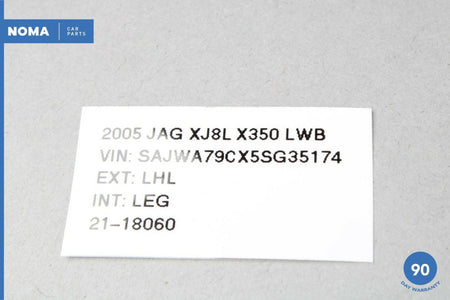 NOMA CAR PARTS
2005 JAG XJ8L X350 LWB
VIN: SAJWA79CX5SG35174
EXT: LHL
INT: LEG
21-18060
90
DAY WARRANTY